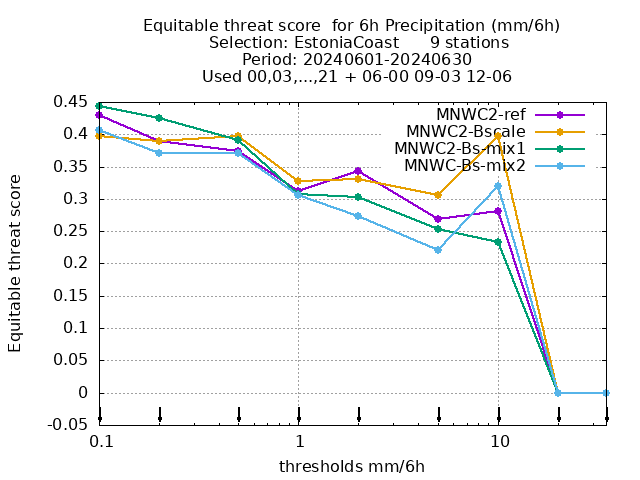 Equitable threat score  for 6h Precipitation (mm/6h)
Selection: EstoniaCoast      9 stations
Period: 20240601-20240630
Used 00,03,...,21 + 06-00 09-03 12-06
MNWC2-ref
MNWC2-Bscale
MNWC2-Bs-mix1
MNWC-Bs-mix2
Equitable threat score
0.45
0.4
0.35
0.3
0.25
0.2
0.15
0.1
0.05
0
-0.05
0.1 1 10
thresholds mm/6h